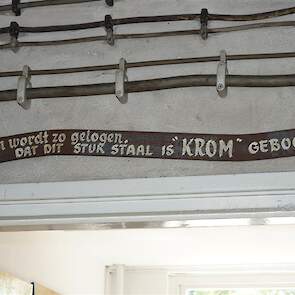 wordt zo gelogen.
DAT DIT STUK STAAL IS "KROM"